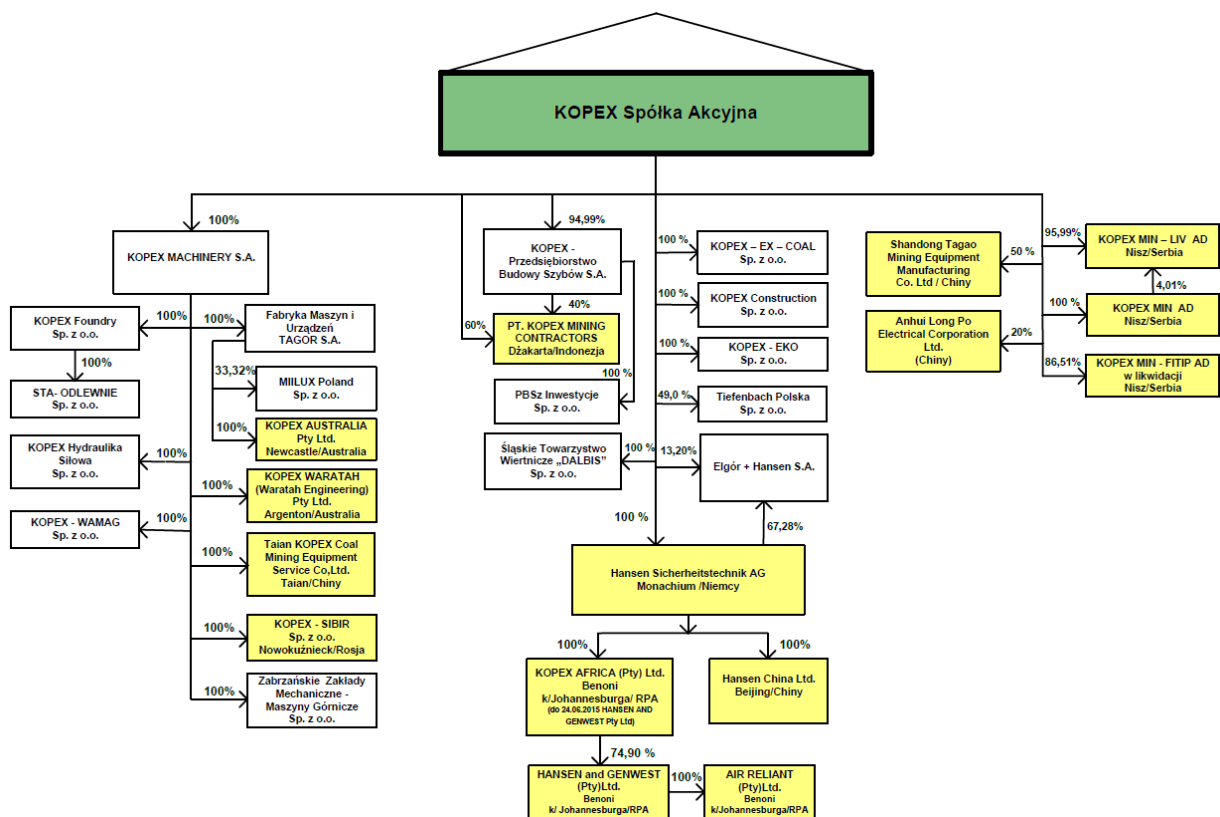 KOPEX Spółka Akcyjna
100%
KOPEX MACHINERY S.A.
100%
KOPEX Foundry
Sp. z o.o.
100%
STA- ODLEWNIE
Sp. z o.o.
100%
KOPEX Hydraulika
Siłowa
Sp. z o.o.
100%
KOPEX - WAMAG
Sp. z o.o.
100%
Fabryka Maszyn i
Urządzeń
TAGOR S.A.
33,32%
MIILUX Poland
Sp. z o.o.
100%
KOPEX AUSTRALIA
Pty Ltd.
Newcastle/Australia
100%
KOPEX WARATAH
(Waratah Engineering)
Pty Ltd.
Argenton/Australia
100%
Taian KOPEX Coal
Mining Equipment
Service Co,Ltd.
Taian/Chiny
100%
KOPEX - SIBIR
Sp. z o.o.
Nowokuźnieck/Rosja
100%
Zabrzańskie Zakłady
Mechaniczne -
Maszyny Górnicze
Sp. z o.o.
94,99%
KOPEX -
Przedsiębiorstwo
Budowy Szybów S.A.
40%
60%
PT. KOPEX MINING
CONTRACTORS
Dżakarta/Indonezja
100 %
PBSz Inwestycje
Sp. z o.o.
100 %
Śląskie Towarzystwo
Wiertnicze „DALBIS”
Sp. z o.o.
100 %
KOPEX – EX – COAL
Sp. z o.o.
100 %
KOPEX Construction
Sp. z o.o.
100 %
KOPEX - EKO
Sp. z o.o.
49,0 %
Tiefenbach Polska
Sp. z o.o.
13,20%
Elgór + Hansen S.A.
67,28%
100 %
Hansen Sicherheitstechnik AG
Monachium /Niemcy
100%
KOPEX AFRICA (Pty) Ltd.
Benoni
k/Johannesburga/ RPA
(do 24.06.2015 HANSEN AND
GENWEST Pty Ltd)
100%
Hansen China Ltd.
Beijing/Chiny
74,90 %
HANSEN and GENWEST
(Pty)Ltd.
Benoni
k/ Johannesburga/RPA
100%
AIR RELIANT
(Pty)Ltd.
Benoni
k/ Johannesburga/RPA
50 %
Shandong Tagao
Mining Equipment
Manufacturing
Co. Ltd / Chiny
20%
Anhui Long Po
Electrical Corporation
Ltd.
(Chiny)
95,99%
KOPEX MIN – LIV AD
Nisz/Serbia
4,01%
100 %
KOPEX MIN AD
Nisz/Serbia
86,51%
KOPEX MIN - FITIP AD
w likwidacji
Nisz/Serbia